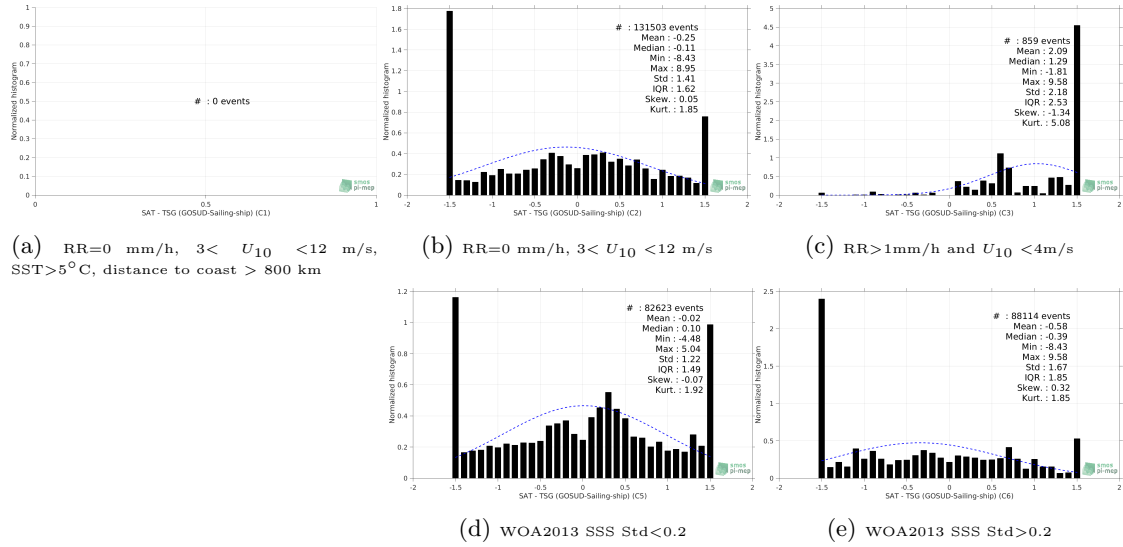 1
0.9
0.8
0.7
0.6
0.5
0.4
0.3
0.2
0.1
0
Normalized histogram
# : 0 events
0 0.5 1
SAT - TSG (GOSUD-Sailing-ship) (C1)
smos
pi-mep
(a) RR=0 mm/h, 3< U10 <12 m/s,
SST>5°C, distance to coast > 800 km
1.8
1.6
1.4
1.2
1
0.8
0.6
0.4
0.2
0
Normalized histogram
# : 131503 events
Mean : -0.25
Median : -0.11
Min : -8.43
Max : 8.95
Std : 1.41
IQR : 1.62
Skew. : 0.05
Kurt. : 1.85
-2 -1.5 -1 -0.5 0 0.5 1 1.5 2
SAT - TSG (GOSUD-Sailing-ship) (C2)
smos
pi-mep
(b) RR=0 mm/h, 3< U10 <12 m/s
5
4.5
4
3.5
3
2.5
2
1.5
1
0.5
0
Normalized histogram
# : 859 events
Mean : 2.09
Median : 1.29
Min : -1.81
Max : 9.58
Std : 2.18
IQR : 2.53
Skew. : -1.34
Kurt. : 5.08
-2 -1.5 -1 -0.5 0 0.5 1 1.5 2
SAT - TSG (GOSUD-Sailing-ship) (C3)
smos
pi-mep
(c) RR>1mm/h and U10 <4m/s
1.2
1
0.8
0.6
0.4
0.2
0
Normalized histogram
# : 82623 events
Mean : -0.02
Median : 0.10
Min : -4.48
Max : 5.04
Std : 1.22
IQR : 1.49
Skew. : -0.07
Kurt. : 1.92
-2 -1.5 -1 -0.5 0 0.5 1 1.5 2
SAT - TSG (GOSUD-Sailing-ship) (C5)
smos
pi-mep
(d) WOA2013 SSS Std<0.2
2.5
2
1.5
1
0.5
0
Normalized histogram
# : 88114 events
Mean : -0.58
Median : -0.39
Min : -8.43
Max : 9.58
Std : 1.67
IQR : 1.85
Skew. : 0.32
Kurt. : 1.85
-2 -1.5 -1 -0.5 0 0.5 1 1.5 2
SAT - TSG (GOSUD-Sailing-ship) (C6)
smos
pi-mep
(e) WOA2013 SSS Std>0.2